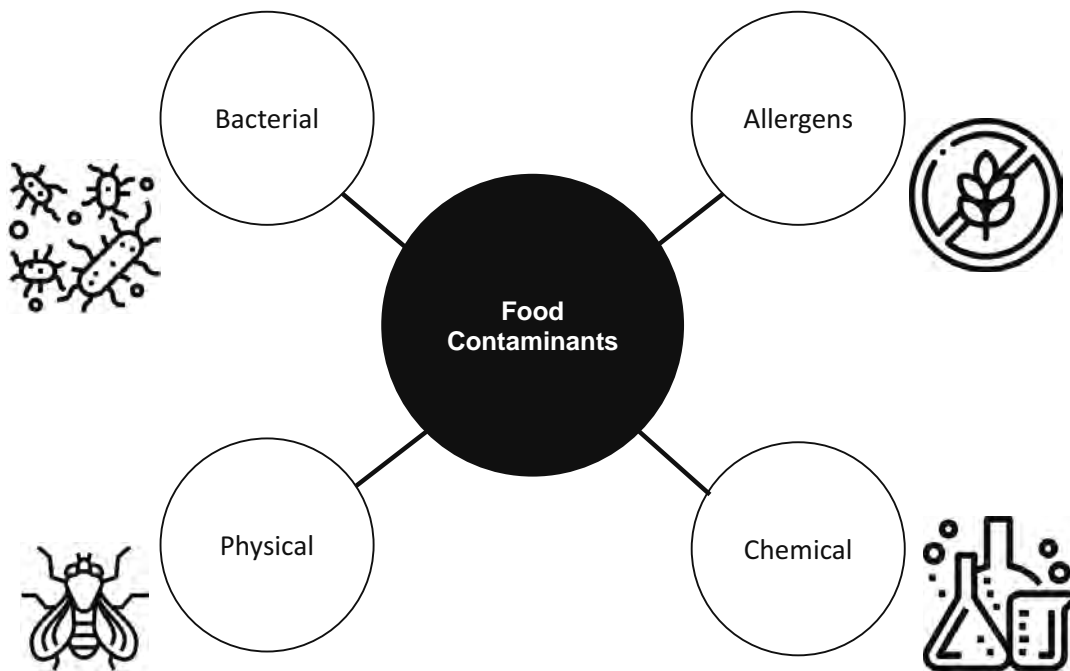 Bacterial
Allergens
Food
Contaminants
Physical
Chemical